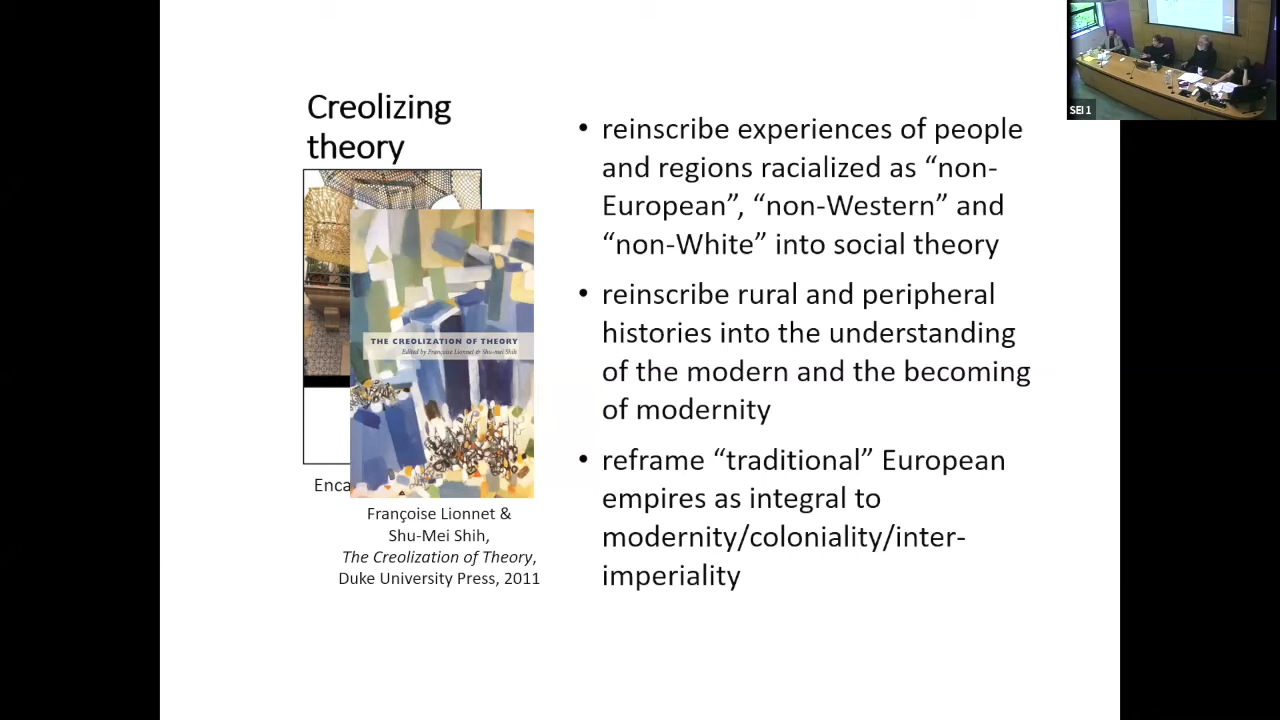 SEI 1
Creolizing
theory
THE CREOLIZATION OF THEORY
Edited by Françoise Lionnet & Shu-mei Shih
Enca
Françoise Lionnet &
Shu-Mei Shih,
The Creolization of Theory,
Duke University Press, 2011
• reinscribe experiences of people
and regions racialized as “non-
European”, “non-Western” and
“non-White” into social theory
• reinscribe rural and peripheral
histories into the understanding
of the modern and the becoming
of modernity
• reframe “traditional” European
empires as integral to
modernity/coloniality/inter-
imperiality